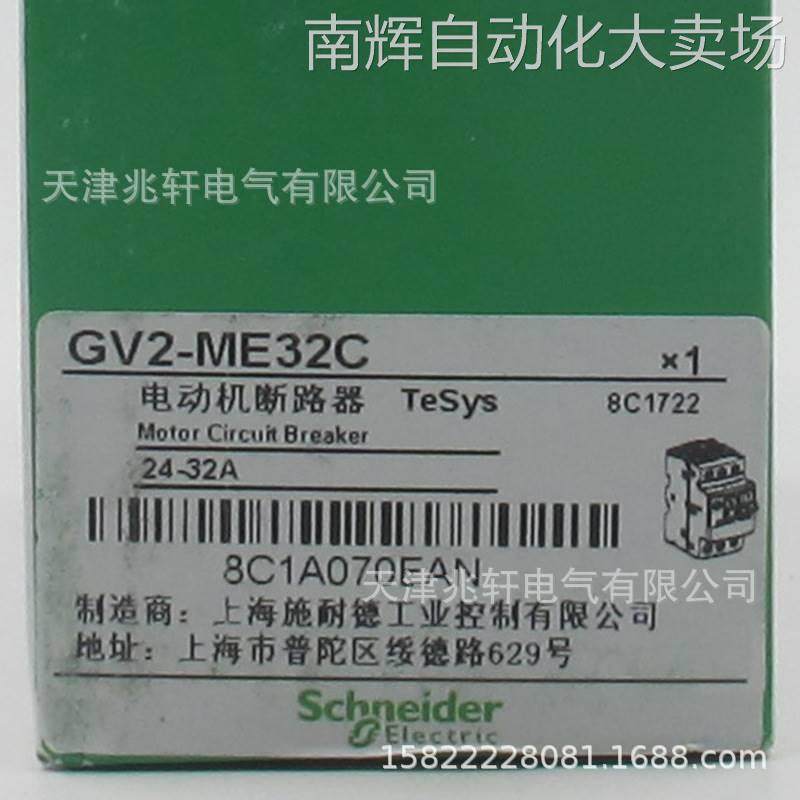 南辉自动化大卖场
天津兆轩电气有限公司
GV2-ME32C ×1
电动机断路器 TeSys 8C1722
Motor Circuit Breaker
24-32A
8C1A070EAN
天津兆轩电气有限公司
制造商：上海施耐德工业控制有限公司
地址：上海市普陀区绥德路629号
Schneider
Electric
15822228081.1688.com